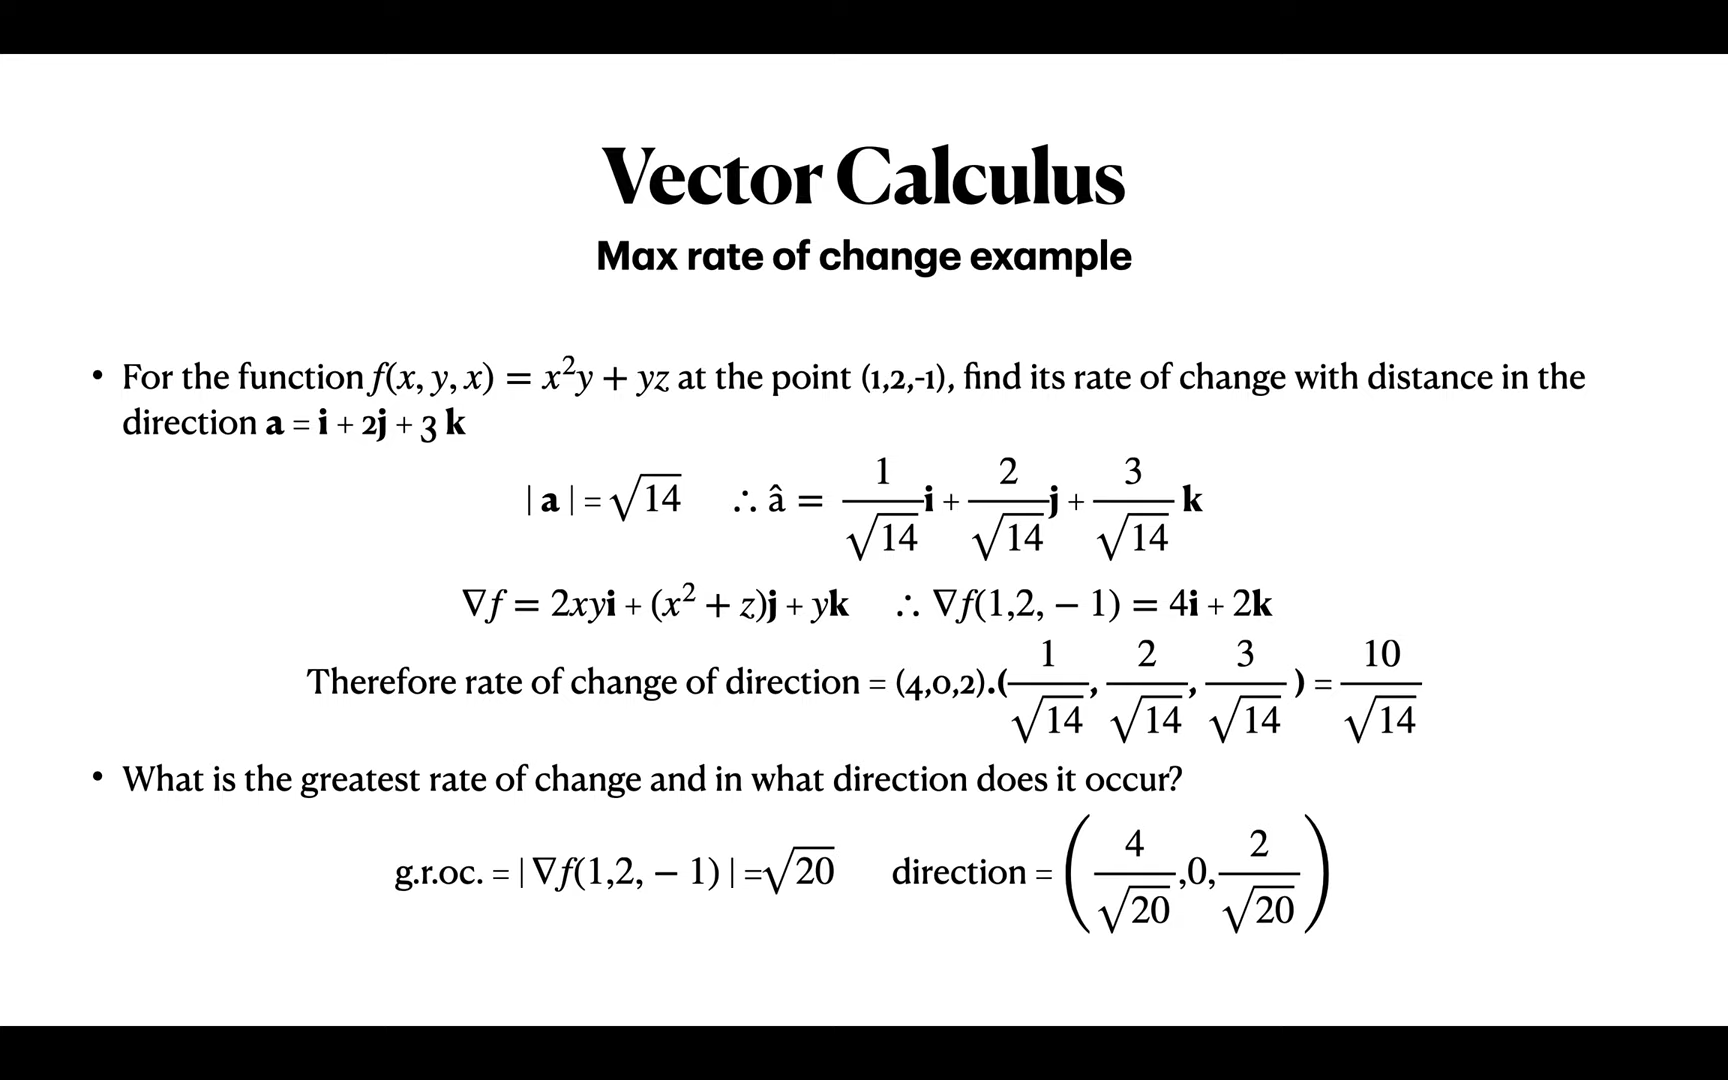 Vector Calculus
Max rate of change example
• For the function f(x, y, x) = x²y + yz at the point (1,2,-1), find its rate of change with distance in the
direction a = i + 2j + 3 k
| a | = √14 ∴ â = 1/√14 i + 2/√14 j + 3/√14 k
∇f = 2xyi + (x² + z)j + yk ∴ ∇f(1,2, − 1) = 4i + 2k
Therefore rate of change of direction = (4,0,2).(1/√14, 2/√14, 3/√14) = 10/√14
• What is the greatest rate of change and in what direction does it occur?
g.r.oc. = | ∇f(1,2, − 1) | =√20 direction = (4/√20,0,2/√20)